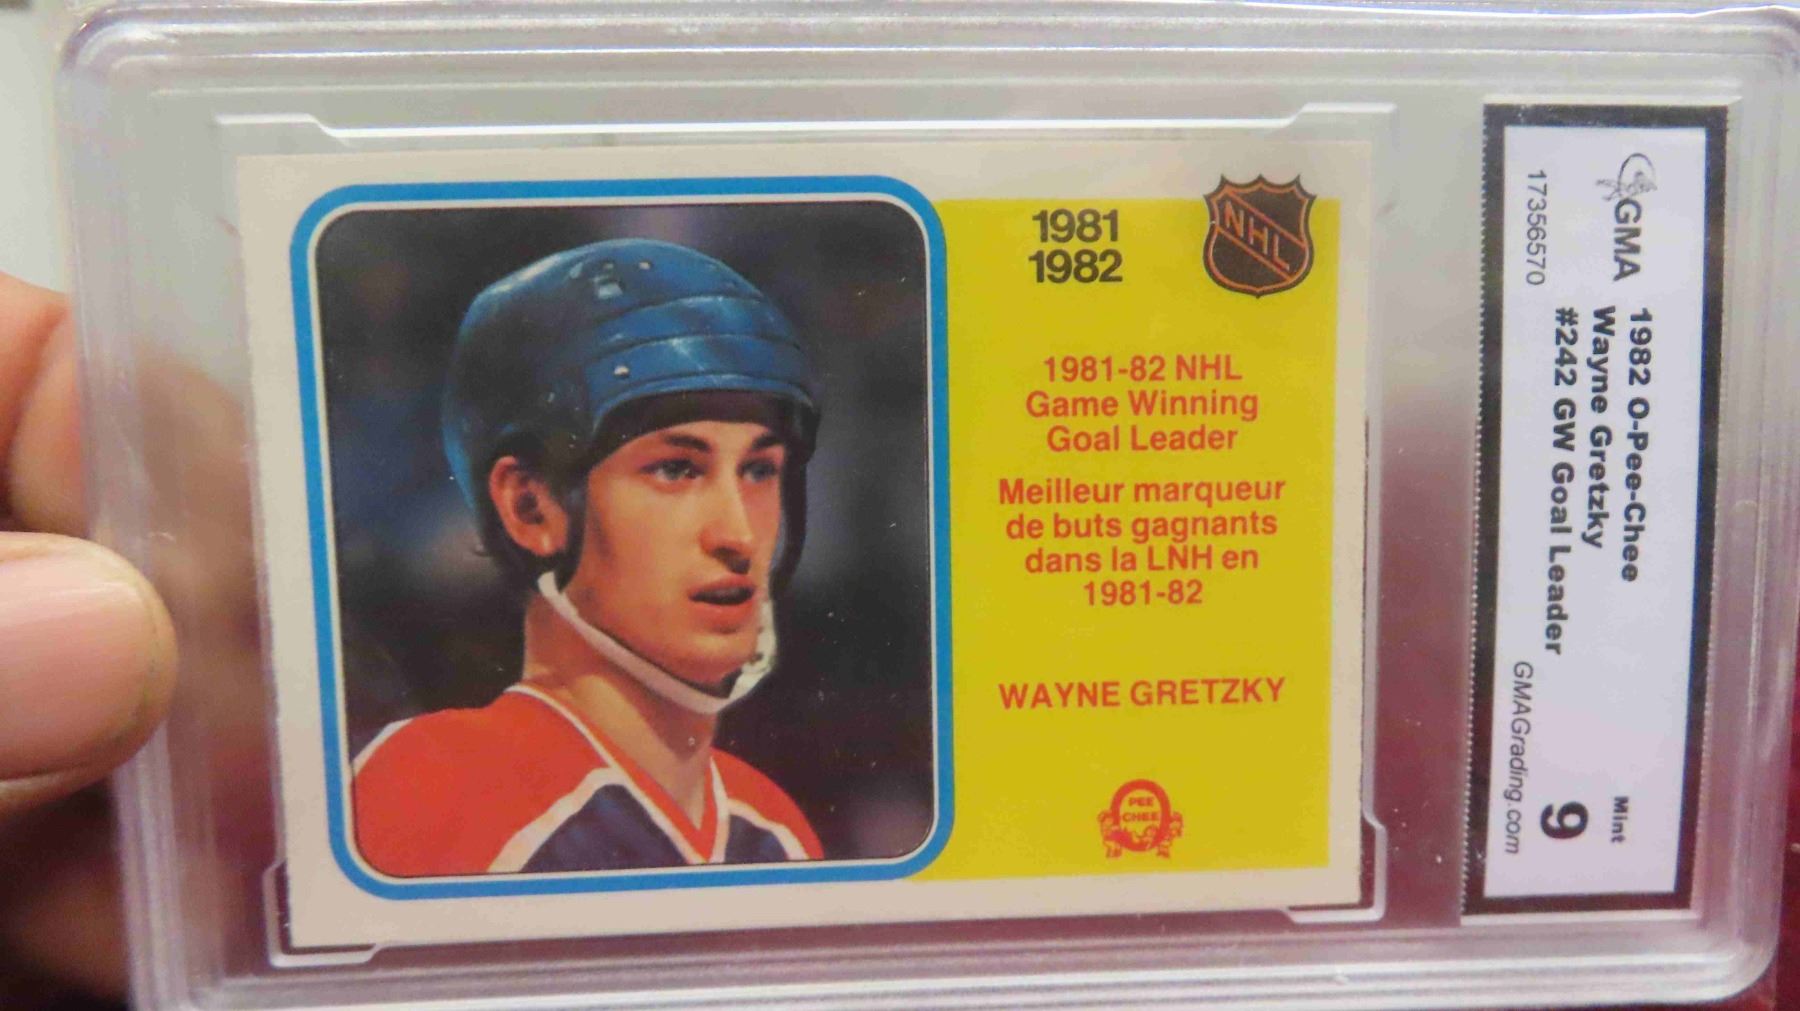 1981
1982
NHL
1981-82 NHL
Game Winning
Goal Leader
Meilleur marqueur
de buts gagnants
dans la LNH en
1981-82
WAYNE GRETZKY
PEE
CHEE
GMA
17356570
1982 O-Pee-Chee
Wayne Gretzky
#242 GW Goal Leader
GMAGrading.com
Mint
9